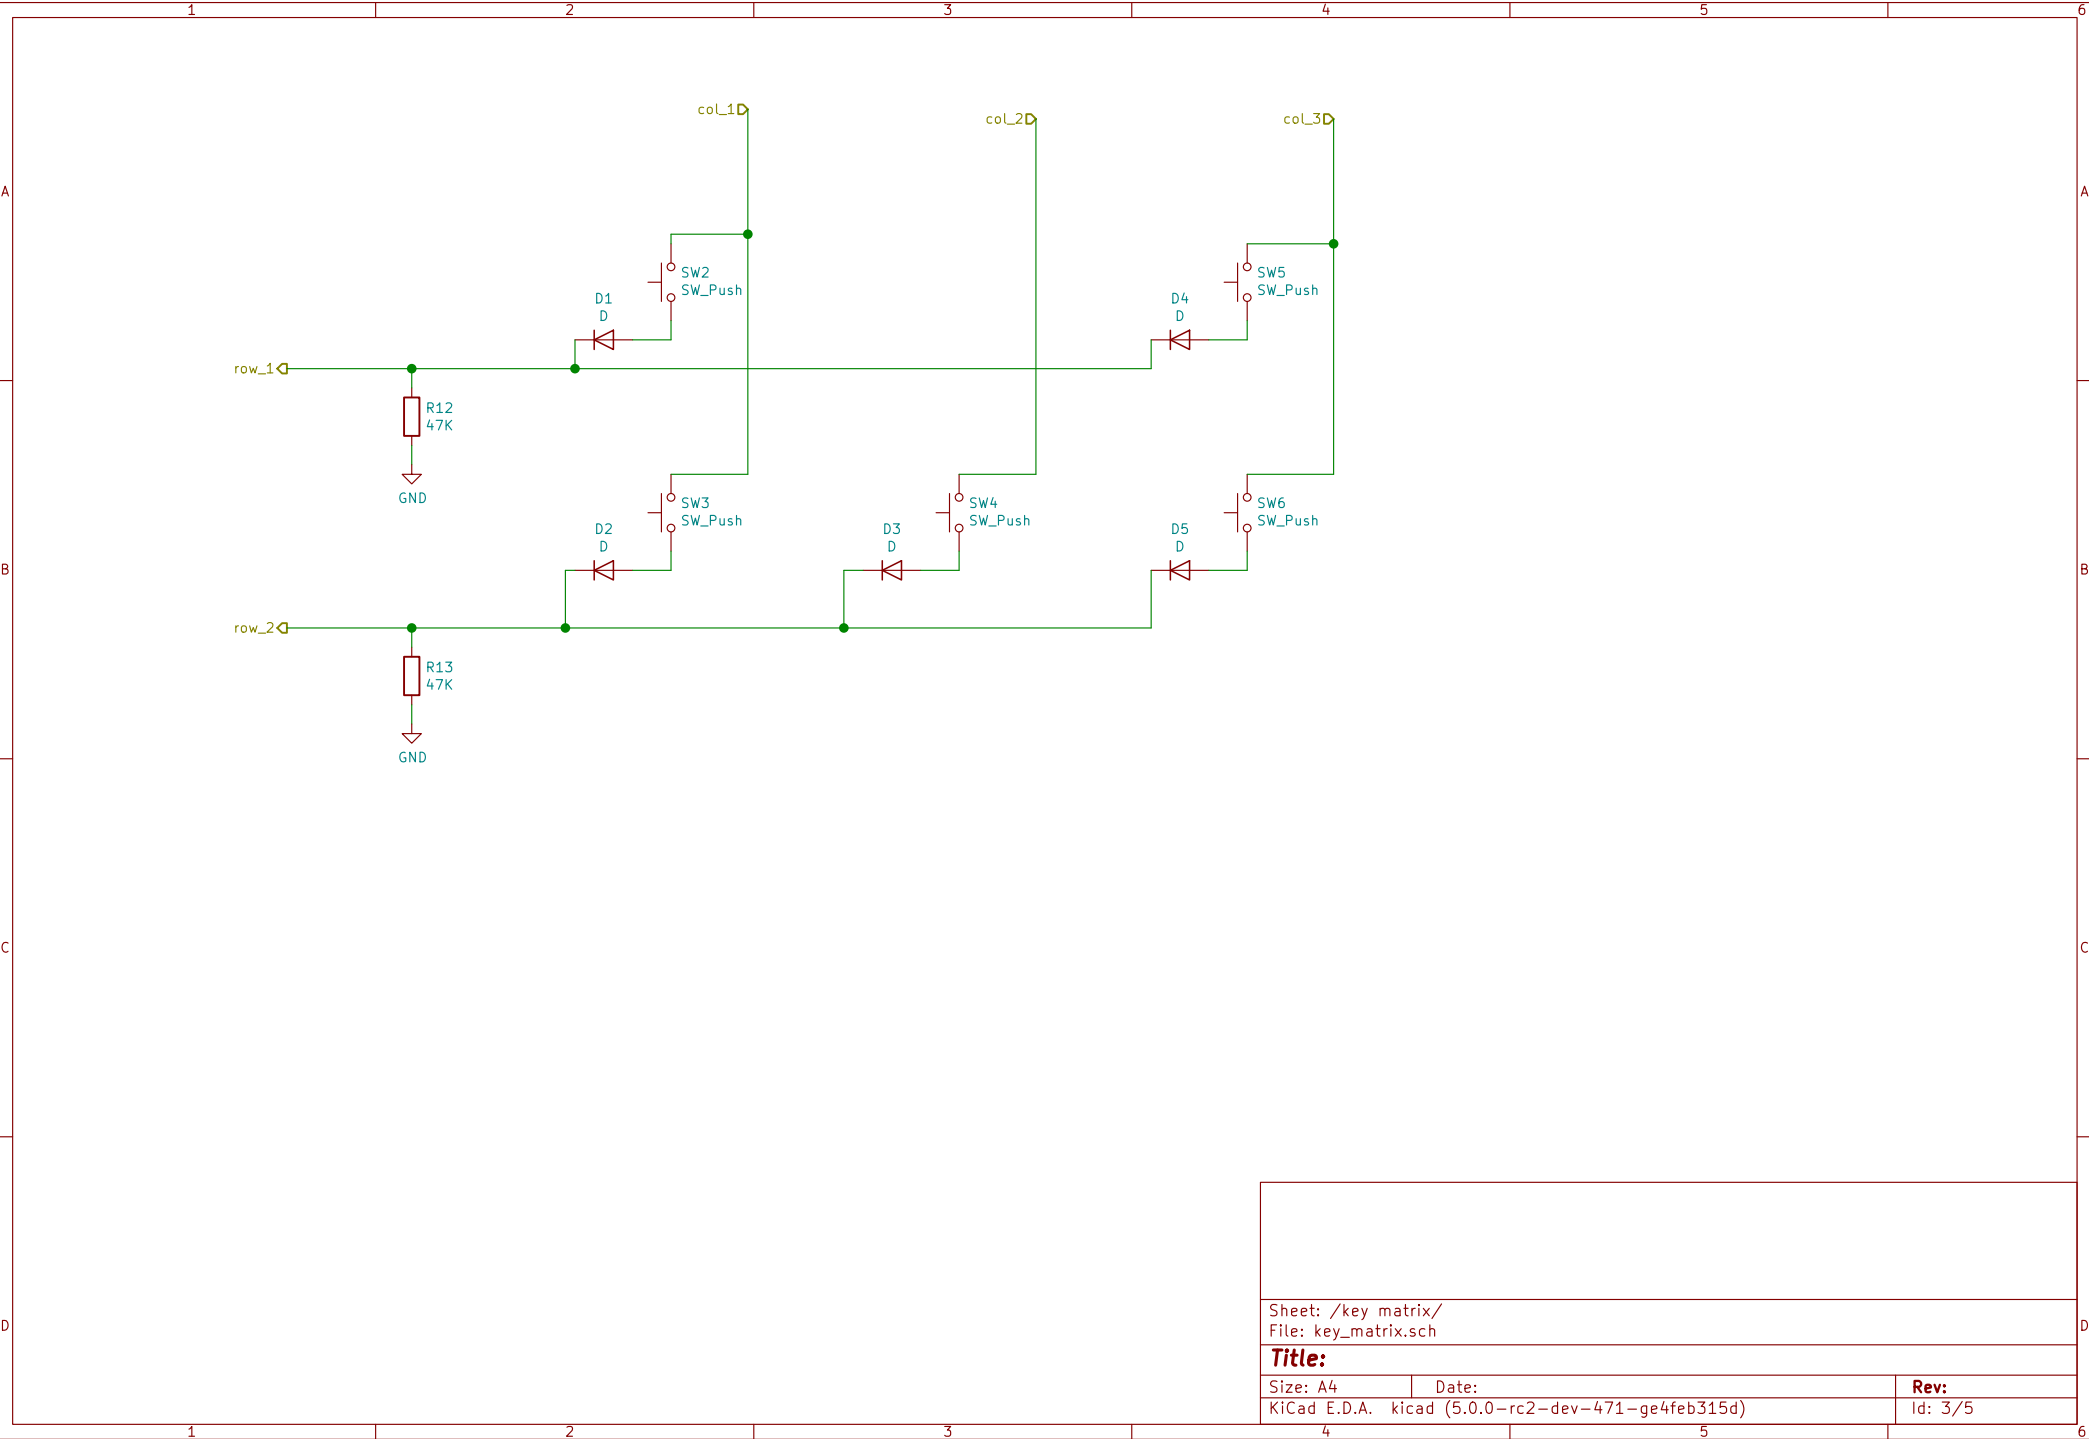 1 2 3 4 5 6
col_1
col_2
col_3
A A
SW2
SW_Push
SW5
SW_Push
D1
D
D4
D
row_1
R12
47K
GND
SW3
SW_Push
SW4
SW_Push
SW6
SW_Push
D2
D
D3
D
D5
D
B B
row_2
R13
47K
GND
C C
Sheet: /key matrix/
File: key_matrix.sch
D D
Title:
Size: A4 Date: Rev:
KiCad E.D.A. kicad (5.0.0-rc2-dev-471-ge4feb315d) Id: 3/5
1 2 3 4 5 6